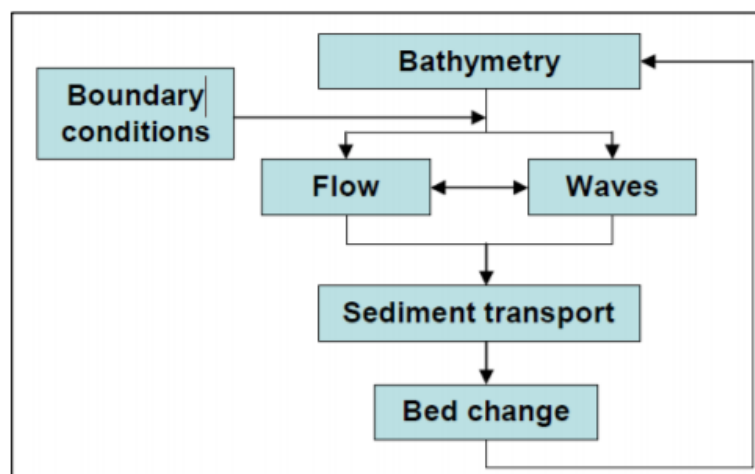 Bathymetry
Boundary
conditions
Flow
Waves
Sediment transport
Bed change